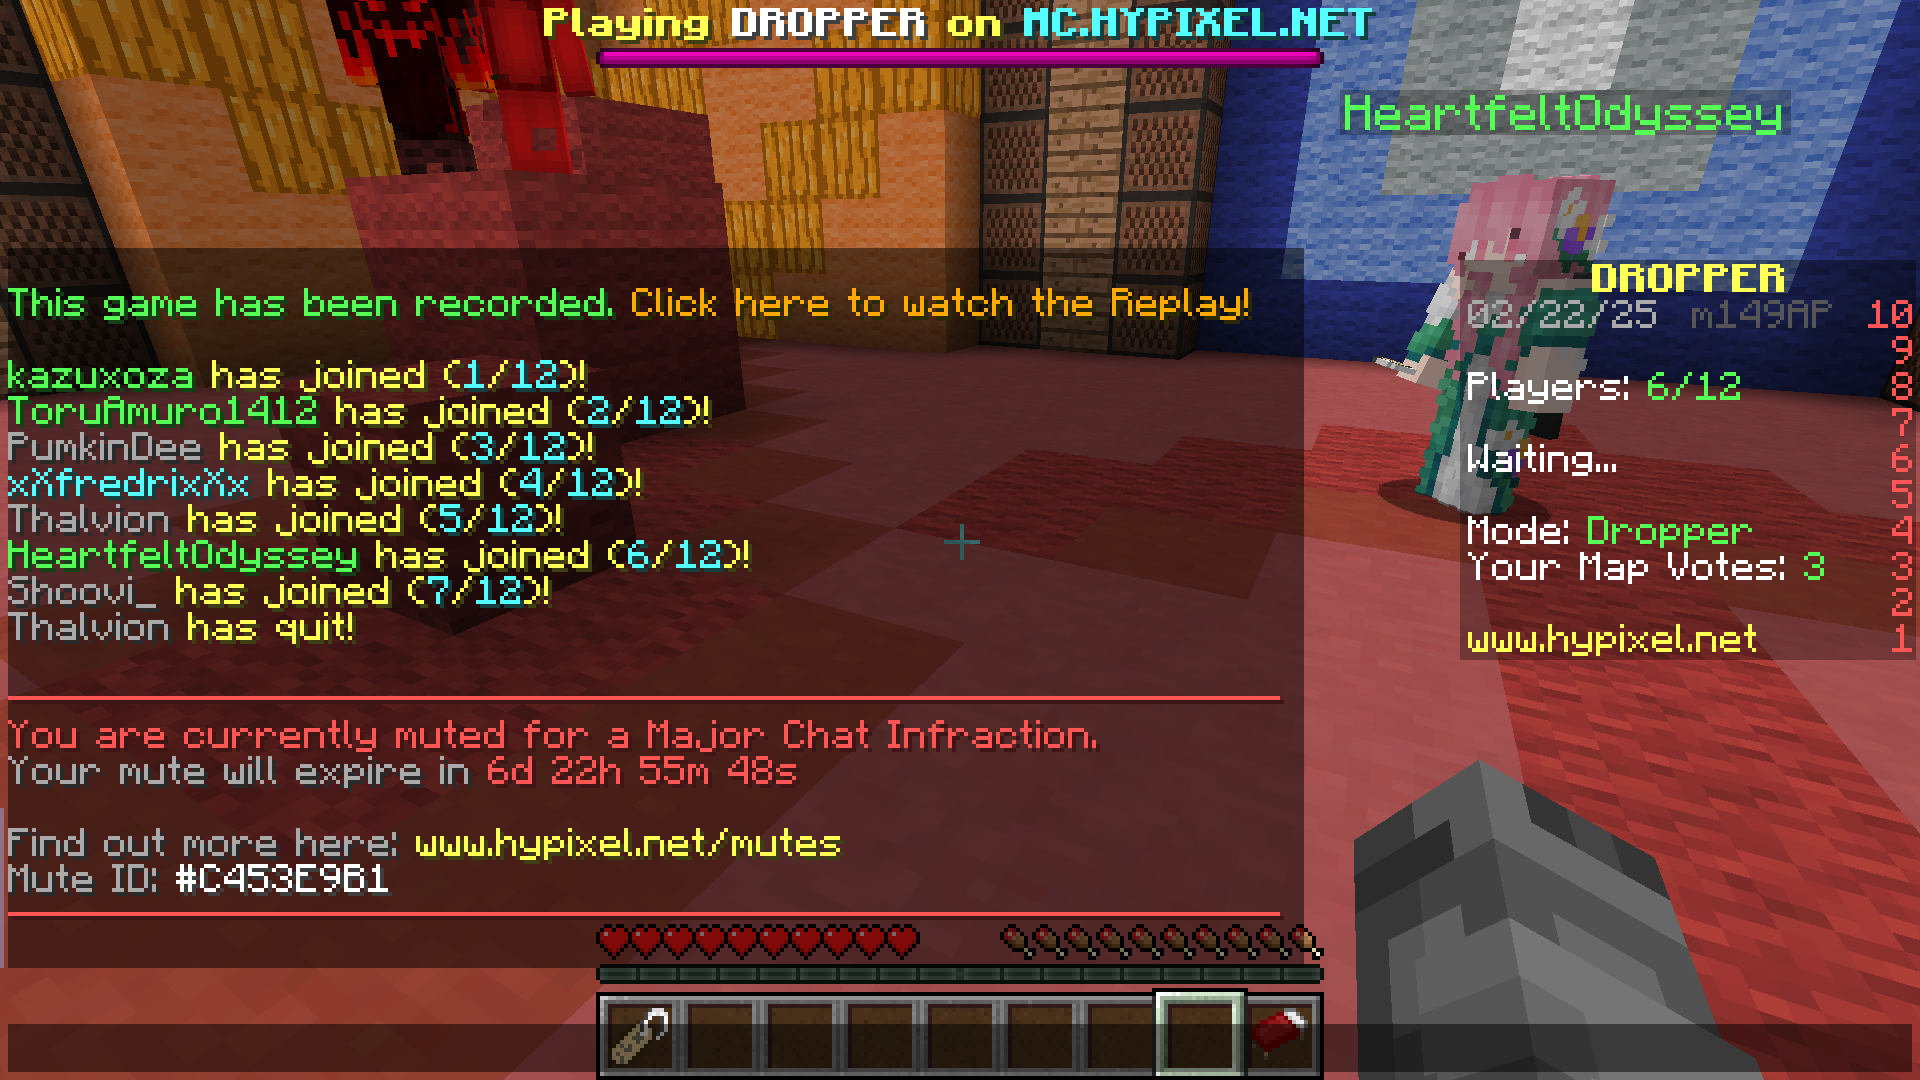 Playing DROPPER on MC.HYPIXEL.NET
HeartfeltOdyssey
This game has been recorded. Click here to watch the Replay!
kazuxoza has joined (1/12)!
ToruAmuro1412 has joined (2/12)!
PumkinDee has joined (3/12)!
xXfredrixXx has joined (4/12)!
Thalvion has joined (5/12)!
HeartfeltOdyssey has joined (6/12)!
Shoovi_ has joined (7/12)!
Thalvion has quit!
You are currently muted for a Major Chat Infraction.
Your mute will expire in 6d 22h 55m 48s
Find out more here: www.hypixel.net/mutes
Mute ID: #C453E9B1
DROPPER
02/22/25 m149AP 10
9
Players: 6/12 8
7
Waiting... 6
5
Mode: Dropper 4
Your Map Votes: 3 3
2
www.hypixel.net 1